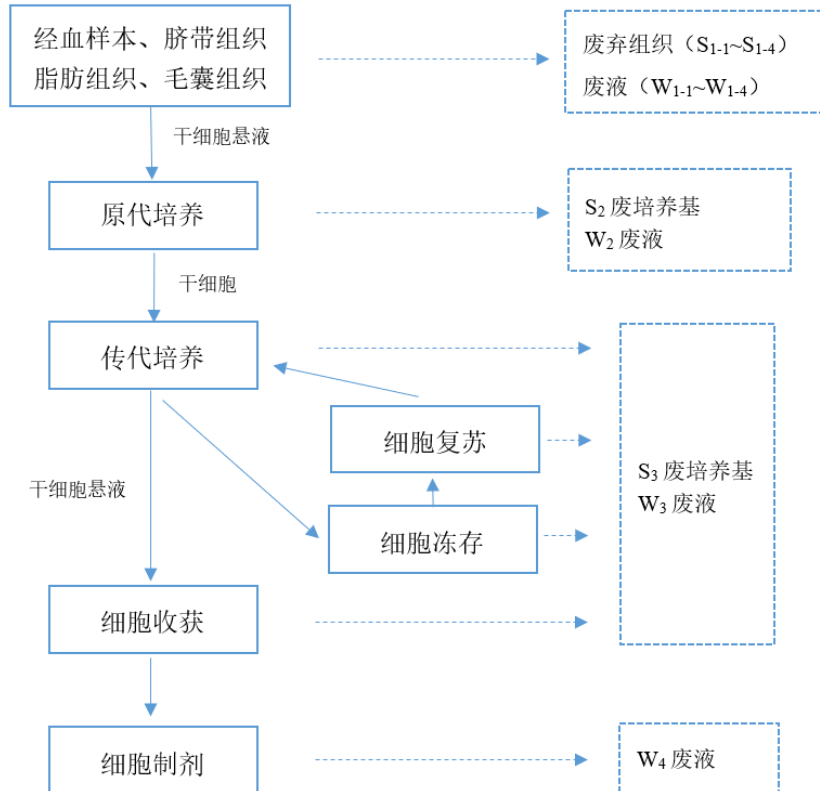 经血样本、脐带组织
脂肪组织、毛囊组织
废弃组织（S1-1~S1-4）
废液（W1-1~W1-4）
干细胞悬液
原代培养
S2 废培养基
W2 废液
干细胞
传代培养
细胞复苏
S3 废培养基
W3 废液
干细胞悬液
细胞冻存
细胞收获
细胞制剂
W4 废液